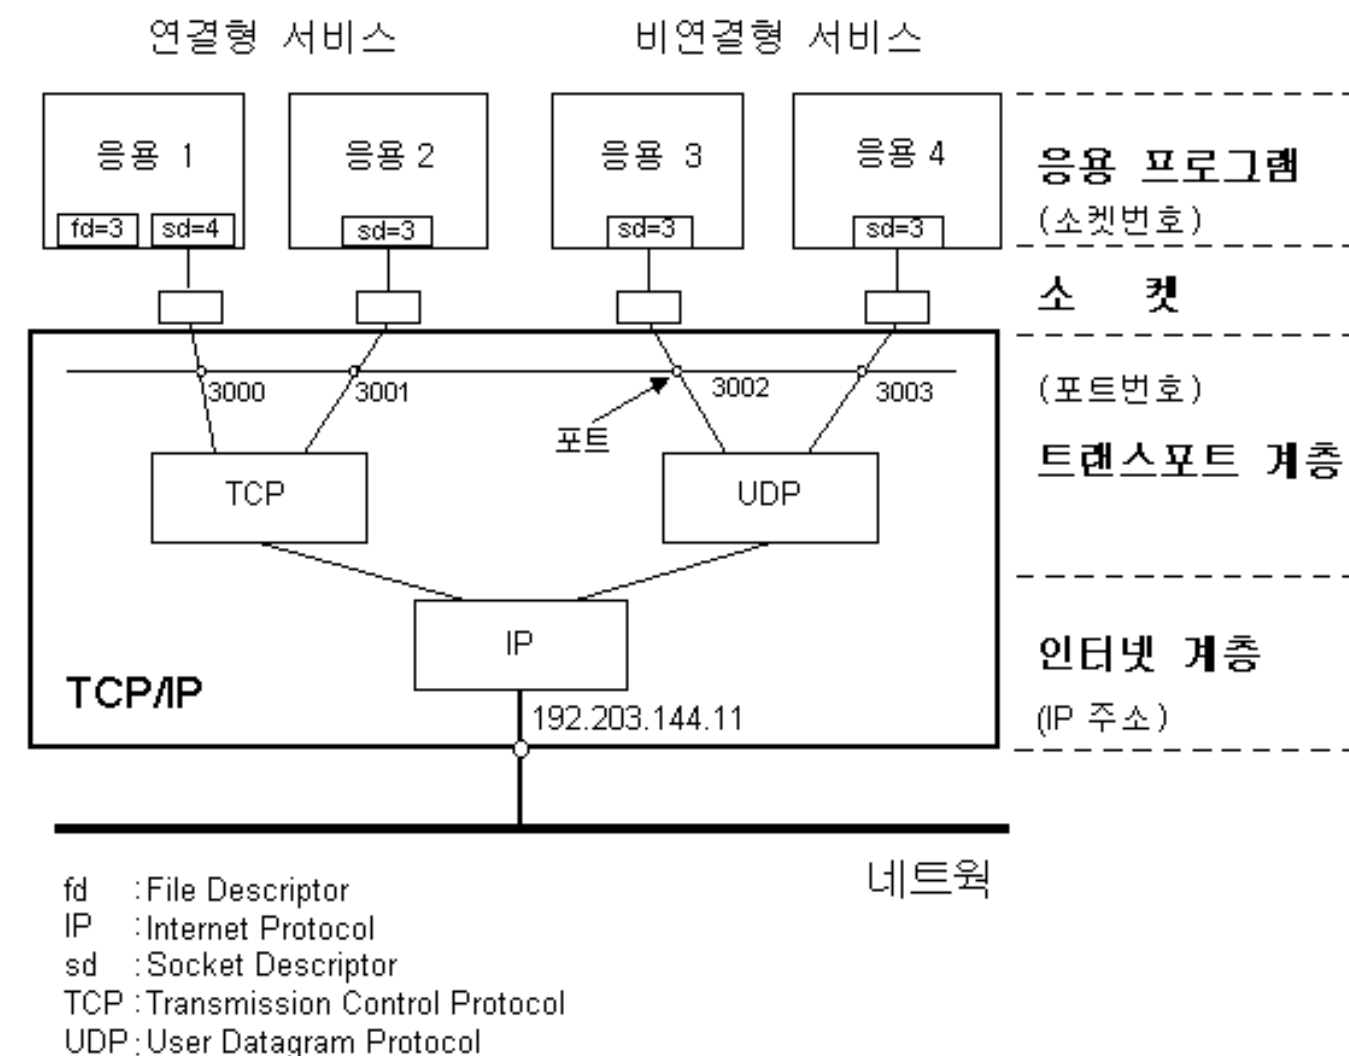 연결형 서비스 비연결형 서비스
응용 1 응용 2 응용 3 응용 4
fd=3 sd=4 sd=3 sd=3 sd=3
응용 프로그램
(소켓번호)
소 켓
3000 3001 3002 3003
(포트번호)
포트
트랜스포트 계층
TCP UDP
IP
인터넷 계층
TCP/IP
192.203.144.11
(IP 주소)
네트웍
fd :File Descriptor
IP :Internet Protocol
sd :Socket Descriptor
TCP :Transmission Control Protocol
UDP :User Datagram Protocol